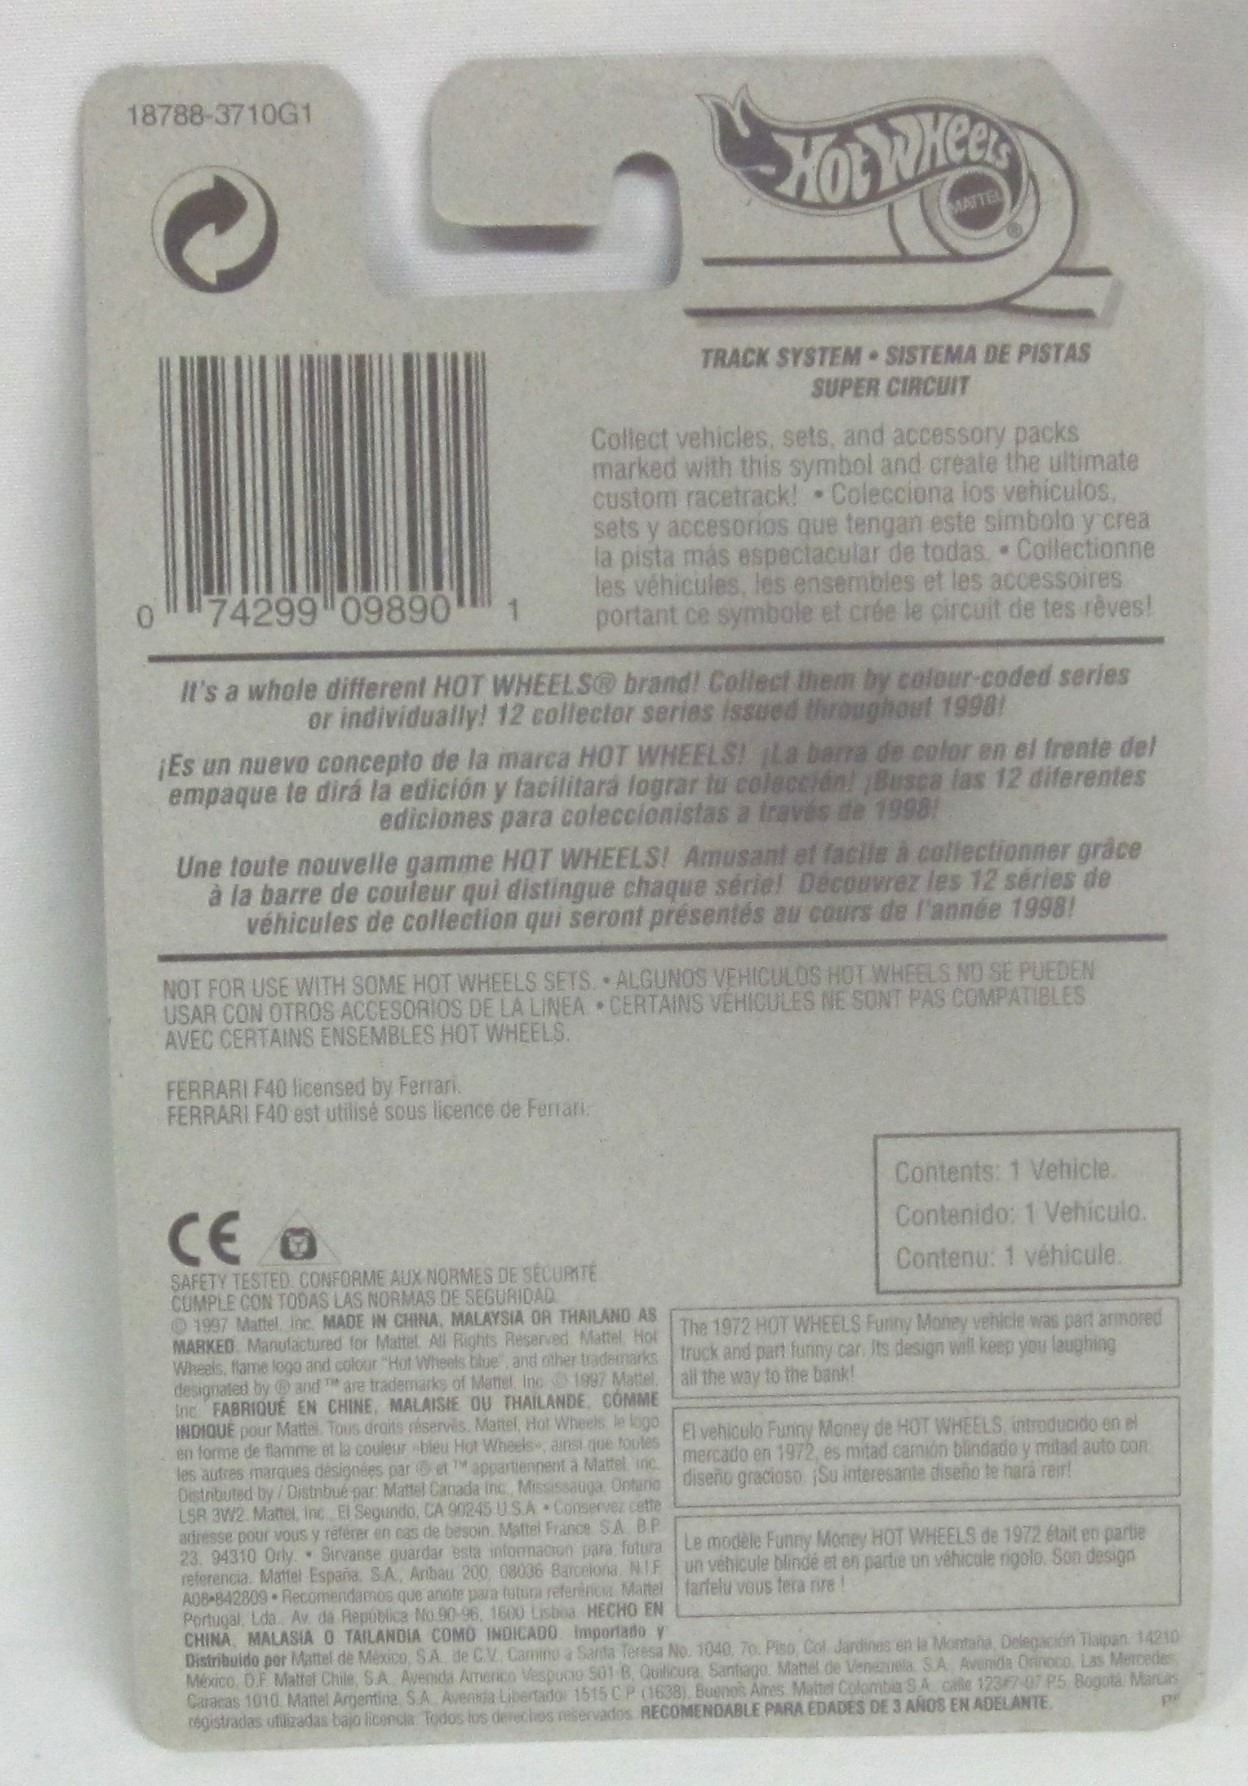 18788-3710G1
HOT WHEELS
MATTEL
®
TRACK SYSTEM • SISTEMA DE PISTAS
SUPER CIRCUIT
Collect vehicles, sets, and accessory packs
marked with this symbol and create the ultimate
custom racetrack! • Colecciona los vehículos,
sets y accesorios que tengan este símbolo y crea
la pista más espectacular de todas. • Collectionne
les véhicules, les ensembles et les accessoires
portant ce symbole et crée le circuit de tes rêves!
0 74299 09890 1
It's a whole different HOT WHEELS® brand! Collect them by colour-coded series
or individually! 12 collector series issued throughout 1998!
¡Es un nuevo concepto de la marca HOT WHEELS! ¡La barra de color en el frente del
empaque te dirá la edición y facilitará lograr tu colección! ¡Busca las 12 diferentes
ediciones para coleccionistas a través de 1998!
Une toute nouvelle gamme HOT WHEELS! Amusant et facile à collectionner grâce
à la barre de couleur qui distingue chaque série! Découvrez les 12 séries de
véhicules de collection qui seront présentés au cours de l'année 1998!
NOT FOR USE WITH SOME HOT WHEELS SETS. • ALGUNOS VEHICULOS HOT WHEELS NO SE PUEDEN
USAR CON OTROS ACCESORIOS DE LA LINEA • CERTAINS VÉHICULES NE SONT PAS COMPATIBLES
AVEC CERTAINS ENSEMBLES HOT WHEELS.
FERRARI F40 licensed by Ferrari.
FERRARI F40 est utilisé sous licence de Ferrari.
Contents: 1 Vehicle.
Contenido: 1 Vehículo.
Contenu: 1 véhicule.
CE
SAFETY TESTED. CONFORME AUX NORMES DE SÉCURITÉ
CUMPLE CON TODAS LAS NORMAS DE SEGURIDAD
© 1997 Mattel, Inc. MADE IN CHINA, MALAYSIA OR THAILAND AS
MARKED. Manufactured for Mattel. All Rights Reserved. Mattel, Hot
Wheels, flame logo and colour "Hot Wheels blue", and other trademarks
designated by ® and ™ are trademarks of Mattel, Inc. © 1997 Mattel,
Inc. FABRIQUÉ EN CHINE, MALAISIE OU THAÏLANDE, COMME
INDIQUÉ pour Mattel. Tous droits réservés. Mattel, Hot Wheels, le logo
en forme de flamme et la couleur «bleu Hot Wheels», ainsi que toutes
les autres marques désignées par ® et ™ appartiennent à Mattel, Inc.
Distributed by / Distribué par: Mattel Canada Inc., Mississauga, Ontario
L5R 3W2. Mattel, Inc., El Segundo, CA 90245 U.S.A. • Conservez cette
adresse pour vous y référer en cas de besoin. Mattel France, S.A. B.P.
23, 94310 Orly. • Sirvanse guardar esta informacion para futura
referencia. Mattel España, S.A., Aribau 200, 08036 Barcelona. N.I.F.
A08-842809 • Recomendamos que anote para futura referência. Mattel
Portugal, Lda., Av. da República No.90-96, 1600 Lisboa. HECHO EN
CHINA, MALASIA O TAILANDIA COMO INDICADO. Importado y
Distribuido por Mattel de México, S.A. de C.V., Camino a Santa Teresa No. 1040, 7o. Piso, Col. Jardines en la Montaña, Delegación Tlalpan, 14210
México, D.F. Mattel Chile, S.A., Avenida Americo Vespucio 501-B, Quilicura, Santiago. Mattel de Venezuela, S.A., Avenida Orinoco, Las Mercedes,
Caracas 1010. Mattel Argentina, S.A., Avenida Libertador 1515 C.P. (1638), Buenos Aires. Mattel Colombia S.A., calle 123#7-07 P.5, Bogotá. Marcas
registradas utilizadas bajo licencia. Todos los derechos reservados. RECOMENDABLE PARA EDADES DE 3 AÑOS EN ADELANTE.
The 1972 HOT WHEELS Funny Money vehicle was part armored
truck and part funny car. Its design will keep you laughing
all the way to the bank!
El vehículo Funny Money de HOT WHEELS, introducido en el
mercado en 1972, es mitad camión blindado y mitad auto con
diseño gracioso. ¡Su interesante diseño te hará reir!
Le modèle Funny Money HOT WHEELS de 1972 était en partie
un véhicule blindé et en partie un véhicule rigolo. Son design
farfelu vous fera rire !